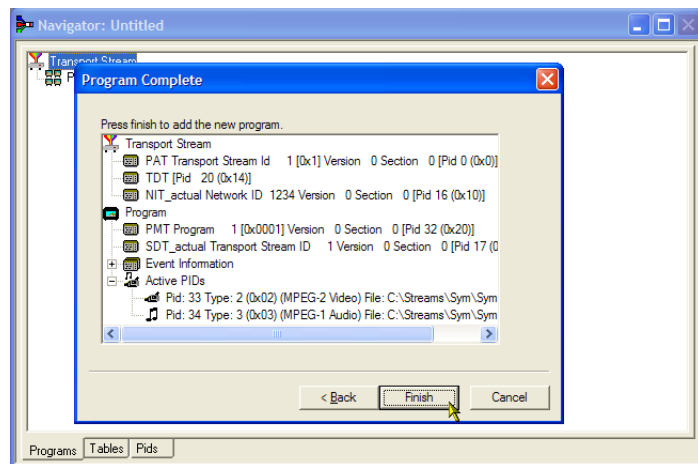 Navigator: Untitled
Transport Stream
P
Program Complete
Press finish to add the new program.
Transport Stream
PAT Transport Stream Id 1 [0x1] Version 0 Section 0 [Pid 0 (0x0)]
TDT [Pid 20 (0x14)]
NIT_actual Network ID 1234 Version 0 Section 0 [Pid 16 (0x10)]
Program
PMT Program 1 [0x0001] Version 0 Section 0 [Pid 32 (0x20)]
SDT_actual Transport Stream ID 1 Version 0 Section 0 [Pid 17 (0
Event Information
Active PIDs
Pid: 33 Type: 2 (0x02) (MPEG-2 Video) File: C:\Streams\Sym\Sym
Pid: 34 Type: 3 (0x03) (MPEG-1 Audio) File: C:\Streams\Sym\Sym
< Back Finish Cancel
Programs Tables Pids